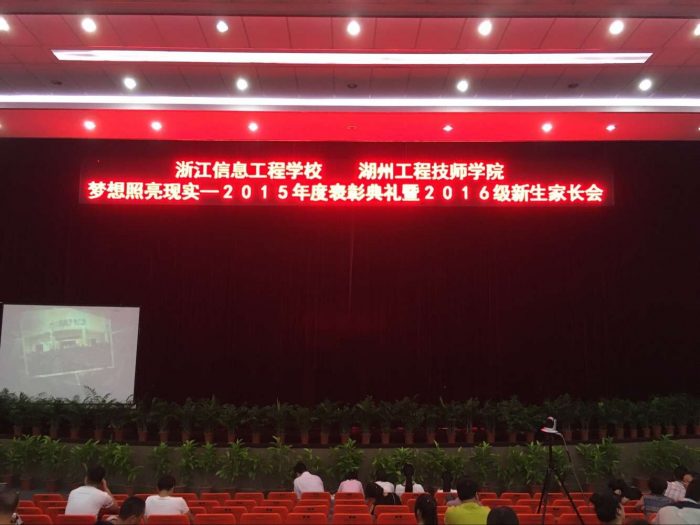 浙江信息工程学校 湖州工程技师学院
梦想照亮现实—2015年度表彰典礼暨2016级新生家长会